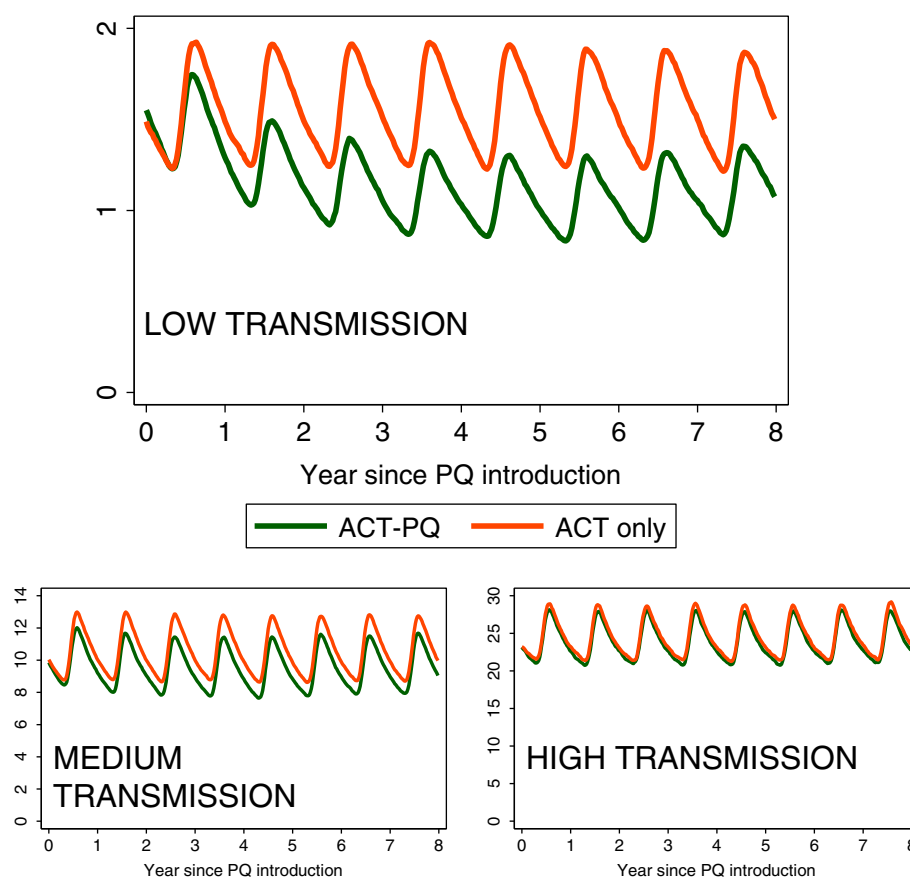 2
1
0
LOW TRANSMISSION
0 1 2 3 4 5 6 7 8
Year since PQ introduction
ACT-PQ ACT only
14
12
10
8
6
4
2
0
MEDIUM
TRANSMISSION
0 1 2 3 4 5 6 7 8
Year since PQ introduction
30
25
20
15
10
5
0
HIGH TRANSMISSION
0 1 2 3 4 5 6 7 8
Year since PQ introduction